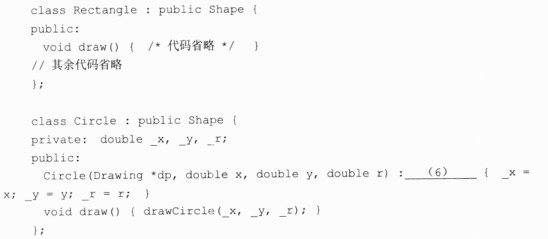 class Rectangle : public Shape {
public:
void draw() { /* 代码省略 */ }
// 其余代码省略
};
class Circle : public Shape {
private: double _x, _y, _r;
public:
Circle(Drawing *dp, double x, double y, double r) :___(6)___ { _x =
x; _y = y; _r = r; }
void draw() { drawCircle(_x, _y, _r); }
};